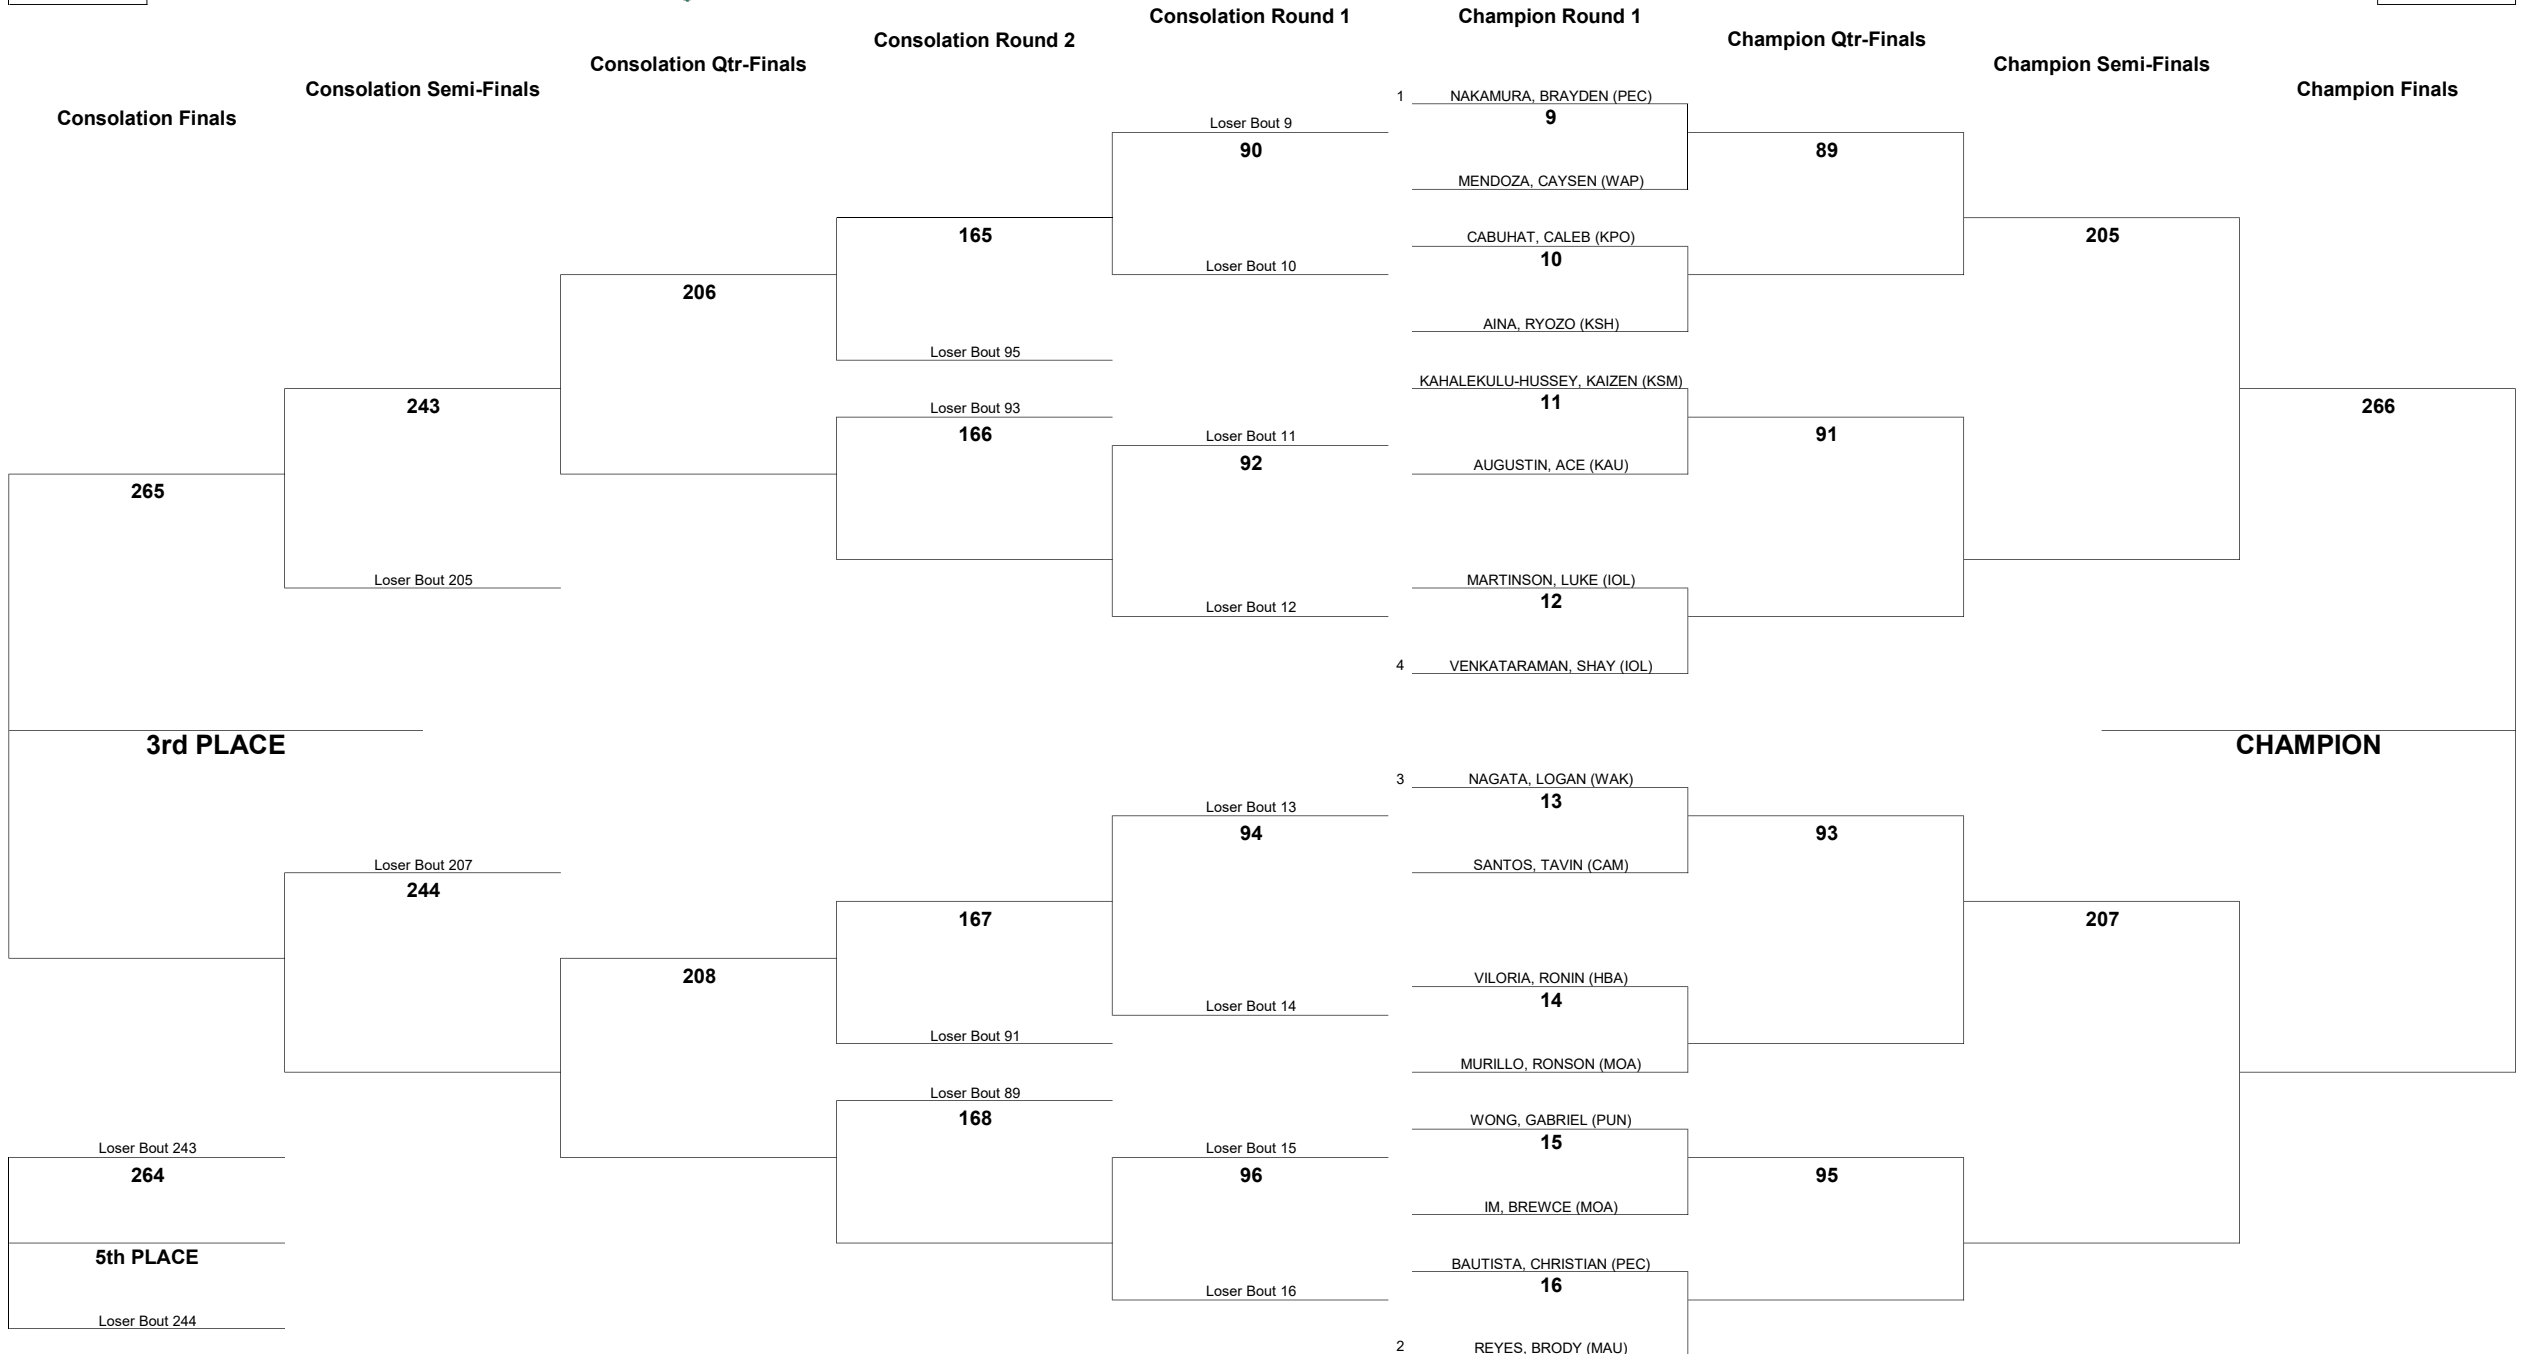 Consolation Round 1
Champion Round 1
Consolation Round 2
Champion Qtr-Finals
Consolation Qtr-Finals
Champion Semi-Finals
Consolation Semi-Finals
Champion Finals
Consolation Finals
1 NAKAMURA, BRAYDEN (PEC)
9
Loser Bout 9
90
89
MENDOZA, CAYSEN (WAP)
165
CABUHAT, CALEB (KPO)
205
10
Loser Bout 10
206
AINA, RYOZO (KSH)
Loser Bout 95
KAHALEKULU-HUSSEY, KAIZEN (KSM)
243
Loser Bout 93
11
266
166
Loser Bout 11
91
92
AUGUSTIN, ACE (KAU)
265
Loser Bout 205
MARTINSON, LUKE (IOL)
12
Loser Bout 12
4 VENKATARAMAN, SHAY (IOL)
3rd PLACE
CHAMPION
3 NAGATA, LOGAN (WAK)
13
Loser Bout 13
94
93
Loser Bout 207
SANTOS, TAVIN (CAM)
244
167
207
208
VILORIA, RONIN (HBA)
14
Loser Bout 14
Loser Bout 91
MURILLO, RONSON (MOA)
Loser Bout 89
168
WONG, GABRIEL (PUN)
15
Loser Bout 243
Loser Bout 15
264
96
95
IM, BREWCE (MOA)
5th PLACE
BAUTISTA, CHRISTIAN (PEC)
16
Loser Bout 16
Loser Bout 244
2 REYES, BRODY (MAU)